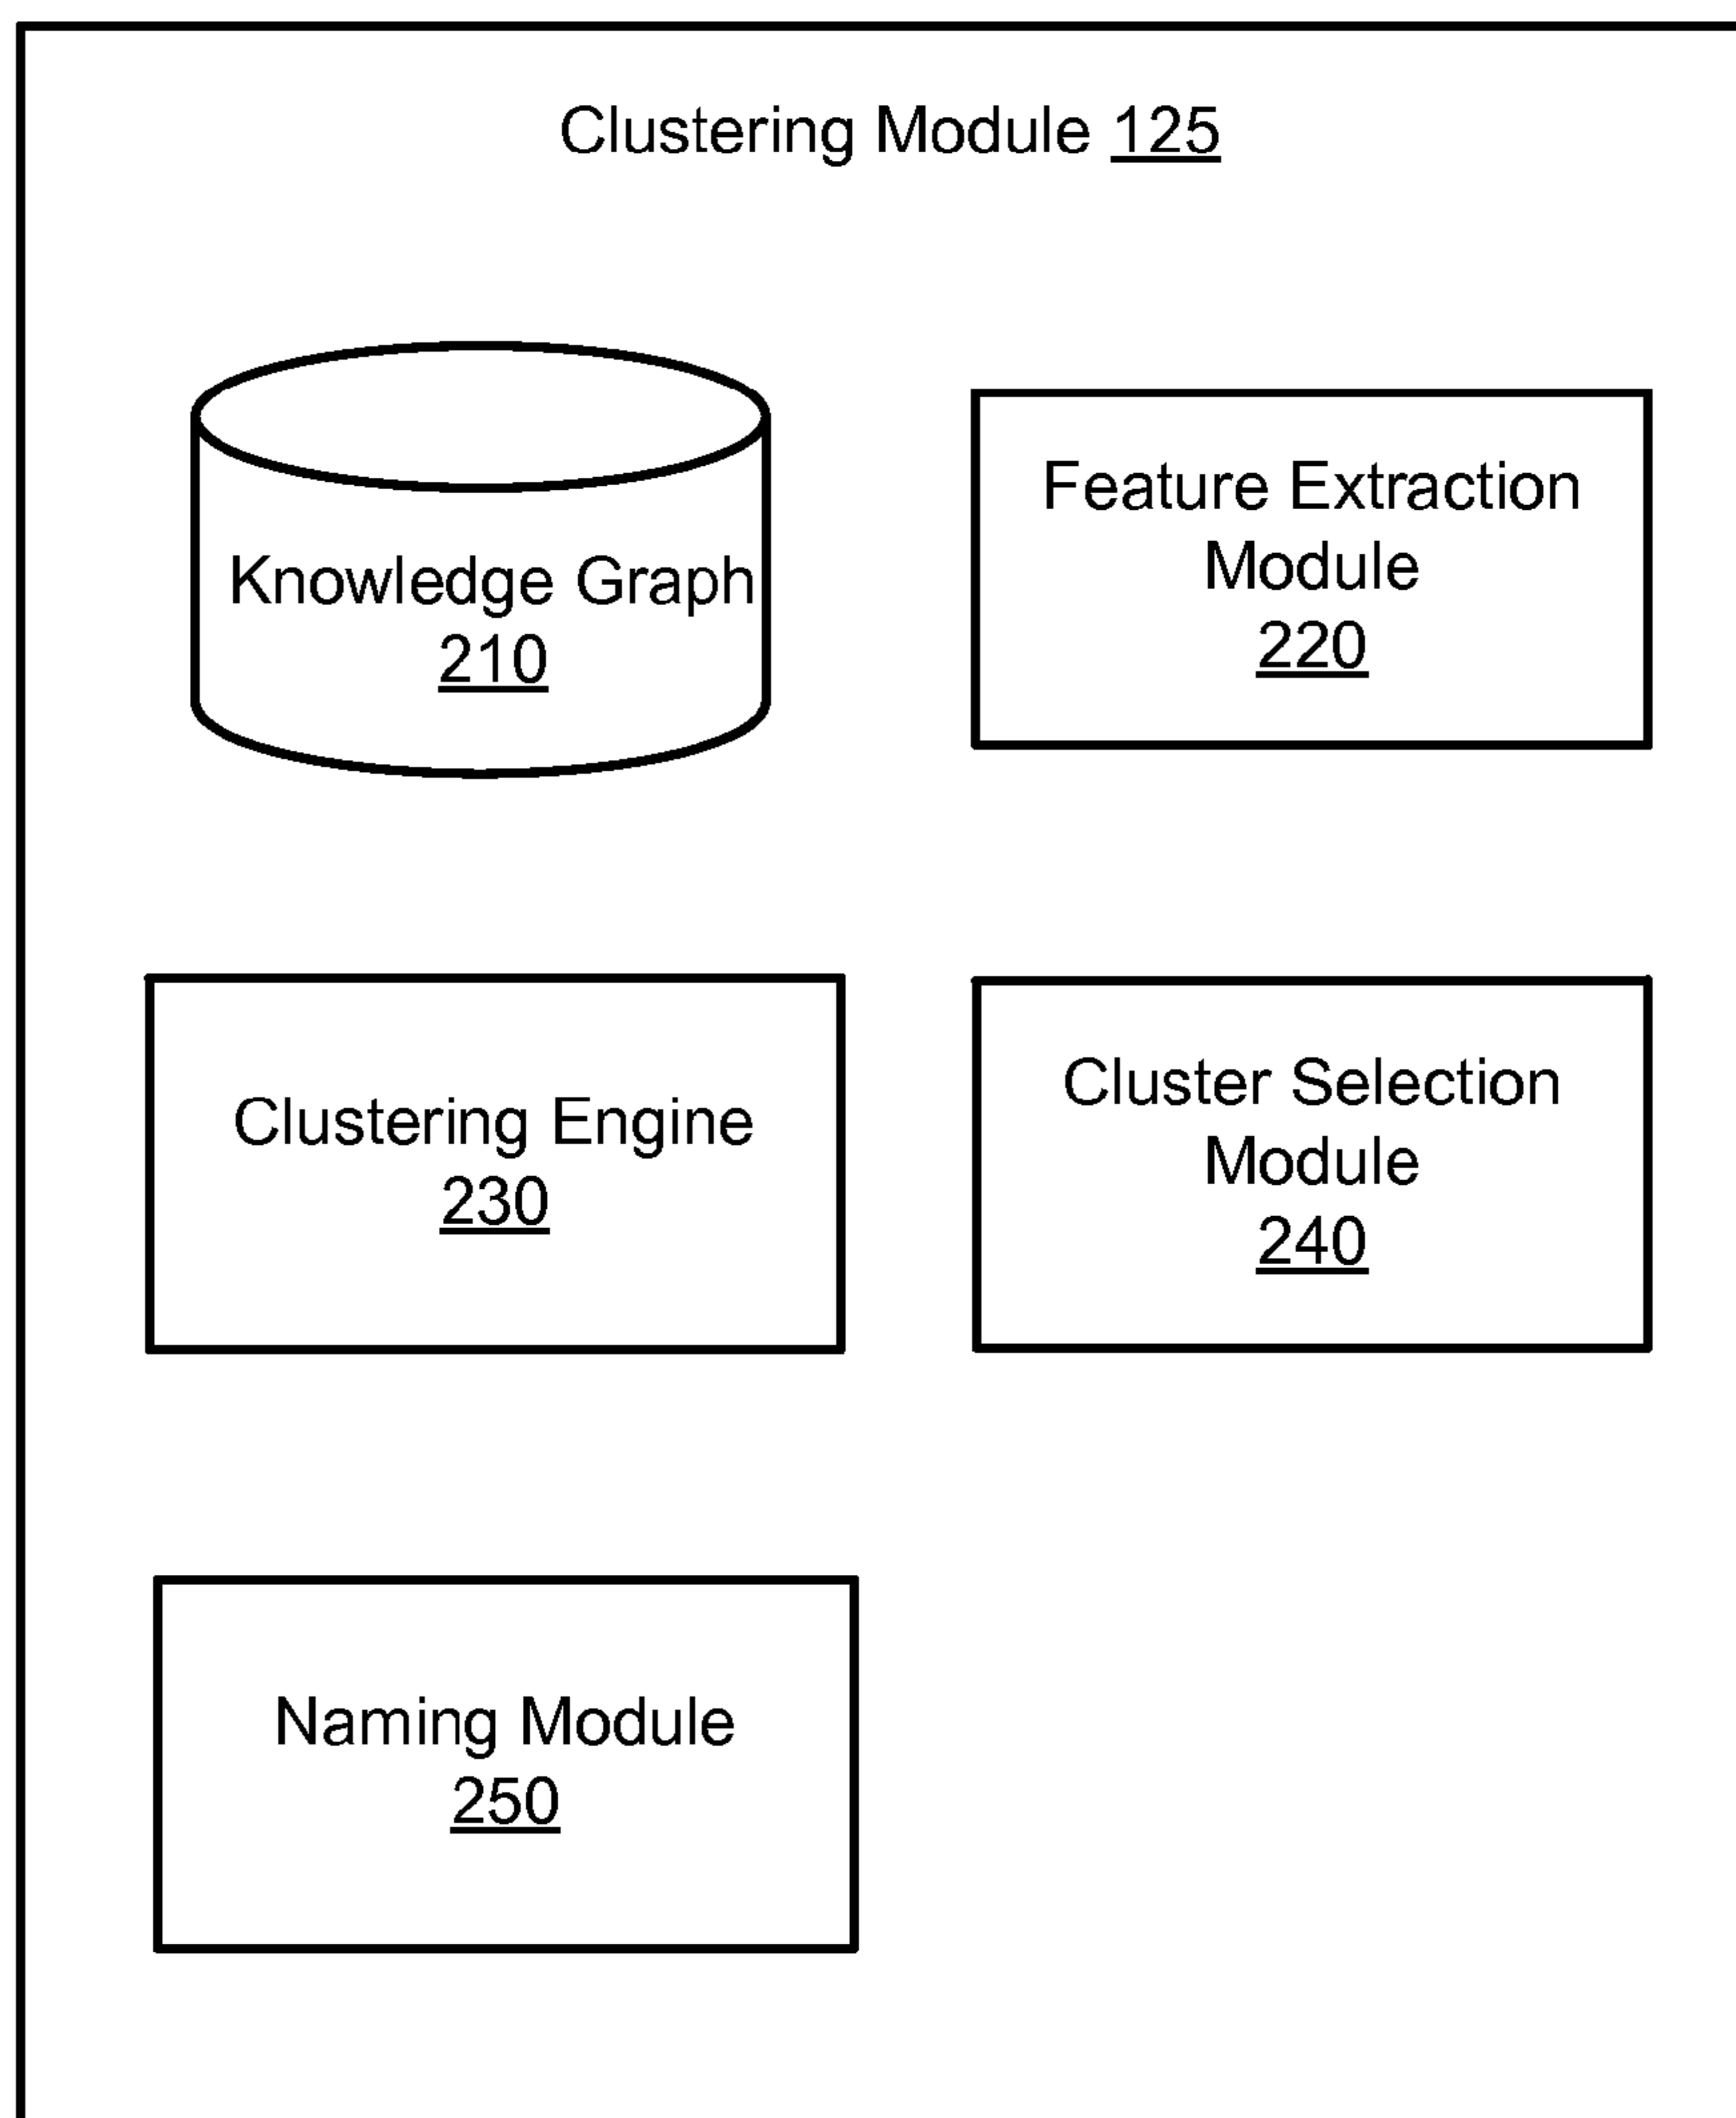 Clustering Module 125
Knowledge Graph
210
Feature Extraction
Module
220
Clustering Engine
230
Cluster Selection
Module
240
Naming Module
250